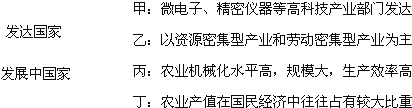 甲：微电子、精密仪器等高科技产业部门发达
发达国家
乙：以资源密集型产业和劳动密集型产业为主
发展中国家
丙：农业机械化水平高，规模大，生产效率高
丁：农业产值在国民经济中往往占有较大比重